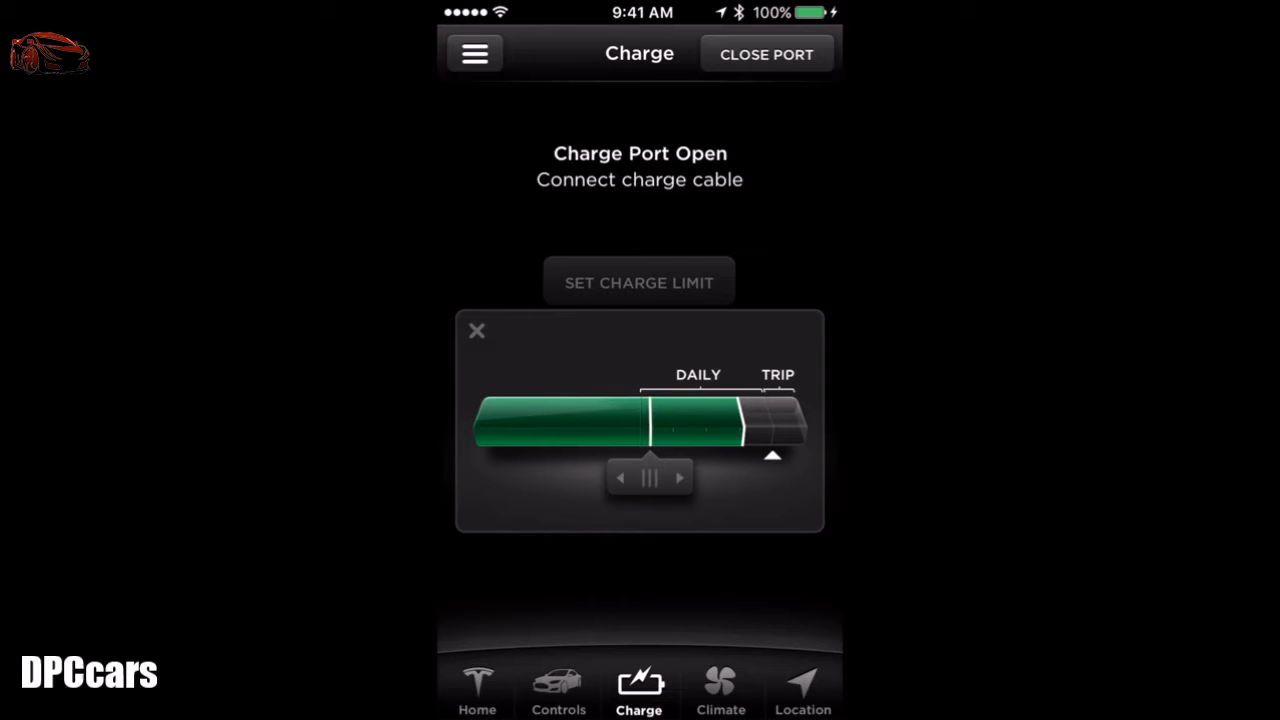 9:41 AM
100%
Charge
CLOSE PORT
Charge Port Open
Connect charge cable
SET CHARGE LIMIT
DAILY
TRIP
DPCcars
Home
Controls
Charge
Climate
Location